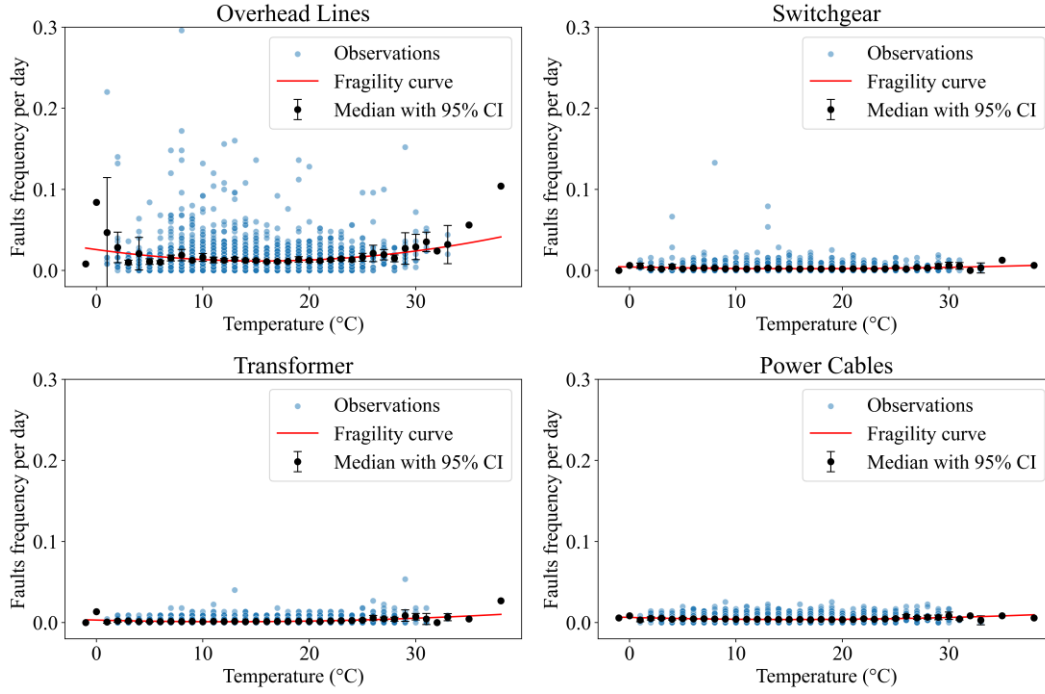 Overhead Lines
Faults frequency per day
0.3
0.2
0.1
0.0
Observations
Fragility curve
Median with 95% CI
0
10
20
30
Temperature (°C)
Switchgear
Faults frequency per day
0.3
0.2
0.1
0.0
Observations
Fragility curve
Median with 95% CI
0
10
20
30
Temperature (°C)
Transformer
Faults frequency per day
0.3
0.2
0.1
0.0
Observations
Fragility curve
Median with 95% CI
0
10
20
30
Temperature (°C)
Power Cables
Faults frequency per day
0.3
0.2
0.1
0.0
Observations
Fragility curve
Median with 95% CI
0
10
20
30
Temperature (°C)